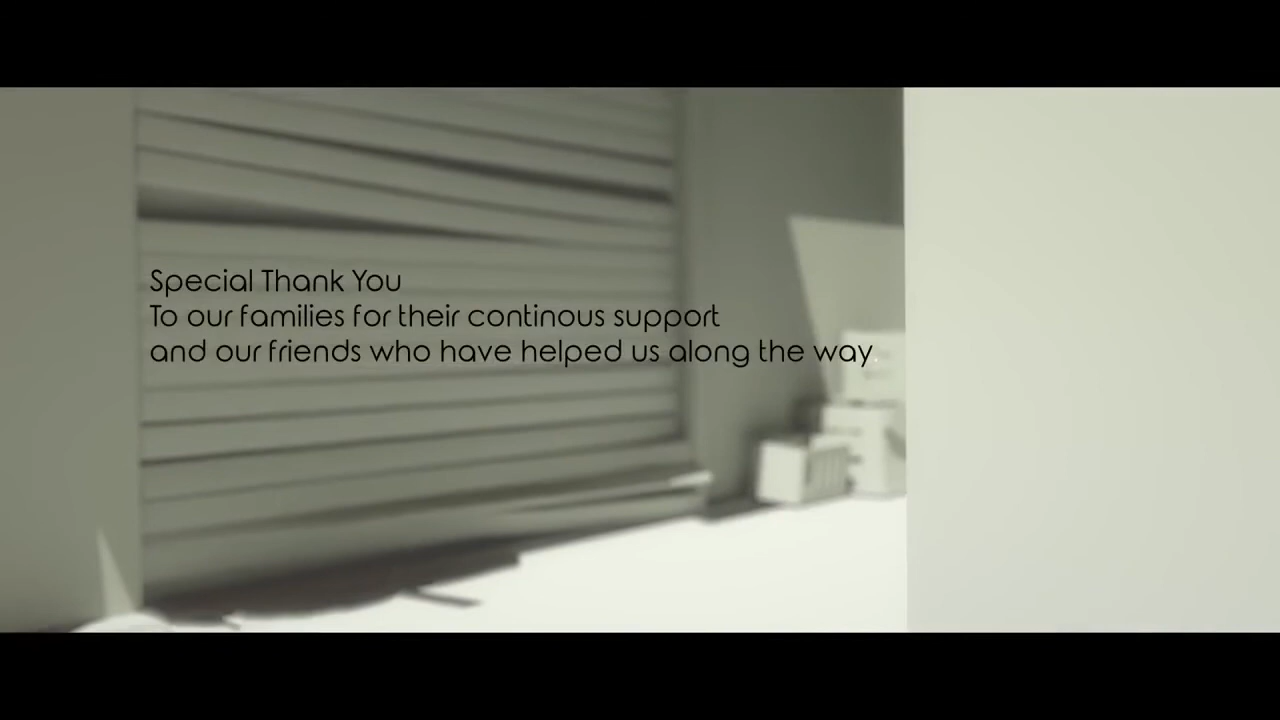 Special Thank You
To our families for their continous support
and our friends who have helped us along the way.